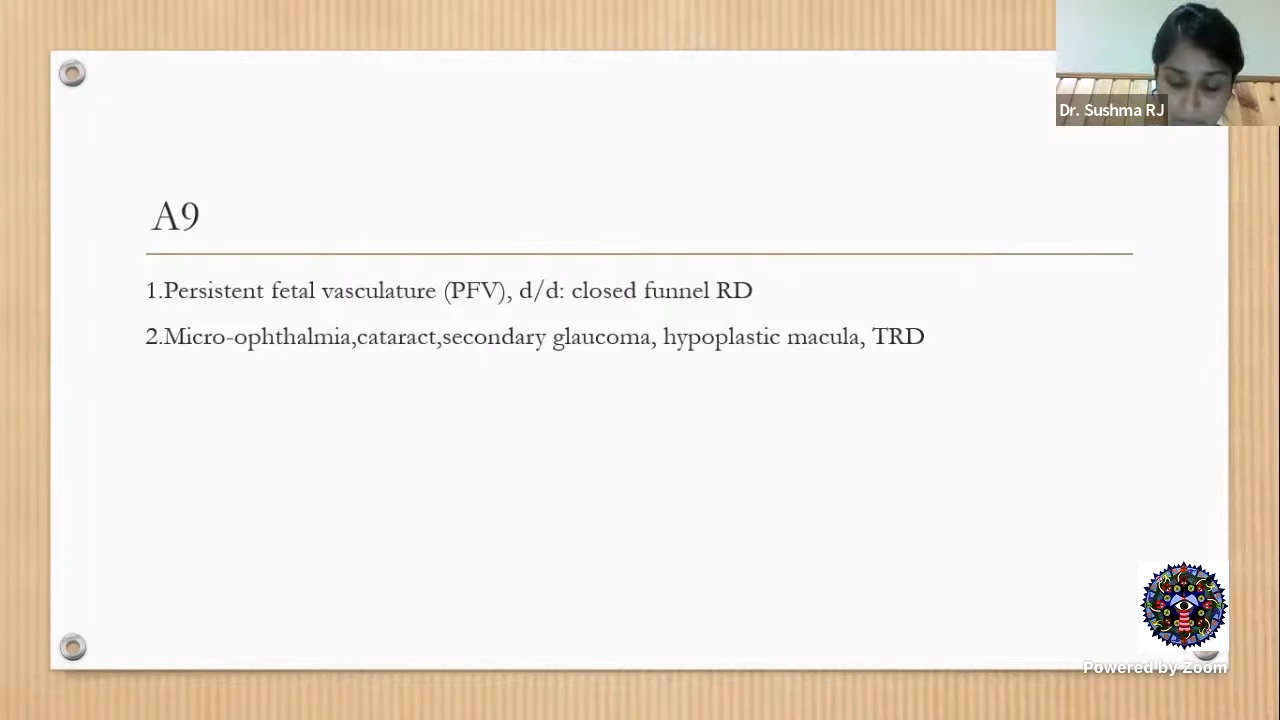 Dr. Sushma RJ
A9
1.Persistent fetal vasculature (PFV), d/d: closed funnel RD
2.Micro-ophthalmia,cataract,secondary glaucoma, hypoplastic macula, TRD
Powered by Zoom